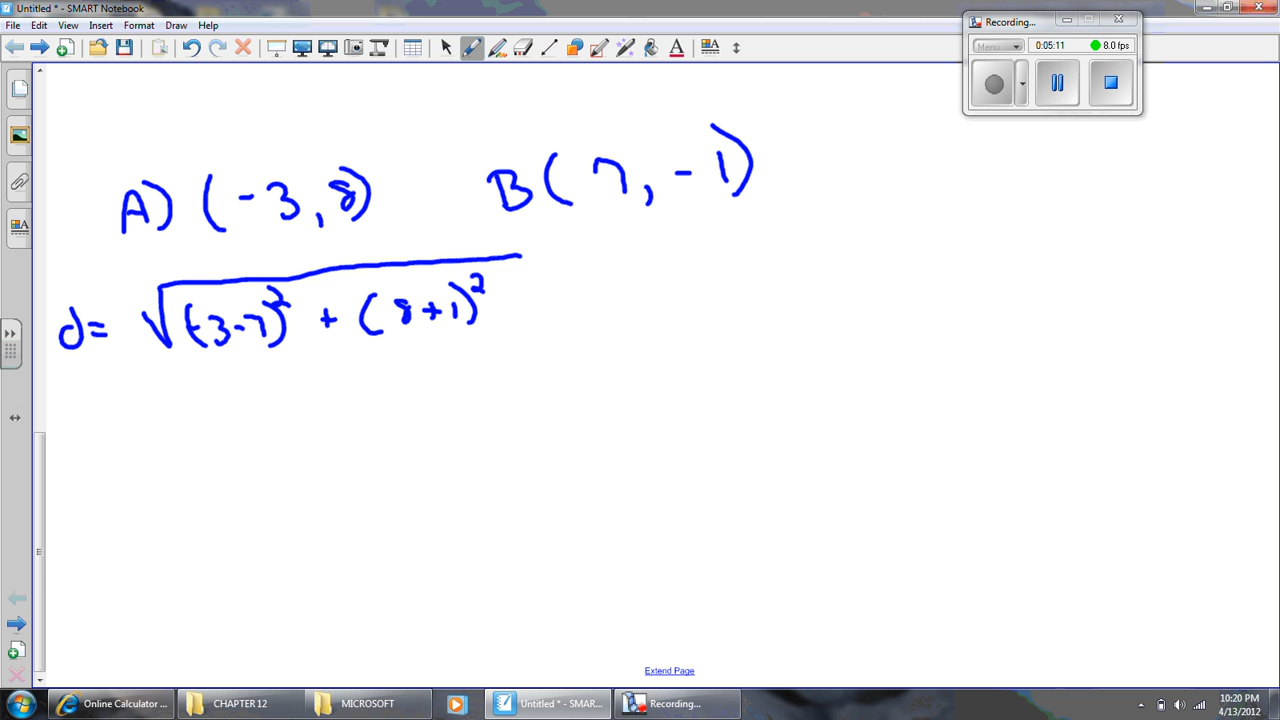 Untitled * - SMART Notebook
File Edit View Insert Format Draw Help
Recording...
Menu
0:05:11 8.0 fps
A) (-3, 8) B(7, -1)
d= √(-3-7)² + (8+1)²
Extend Page
Online Calculator ... CHAPTER 12 MICROSOFT Untitled * - SMAR... Recording...
10:20 PM
4/13/2012